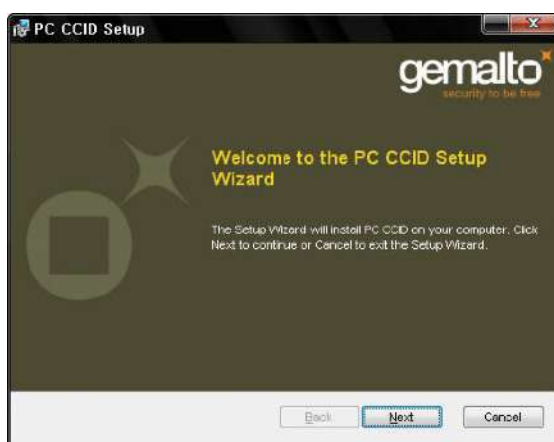 PC CCID Setup
gemalto
security to be free
Welcome to the PC CCID Setup
Wizard
The Setup Wizard will install PC CCID on your computer. Click
Next to continue or Cancel to exit the Setup Wizard.
Back Next Cancel